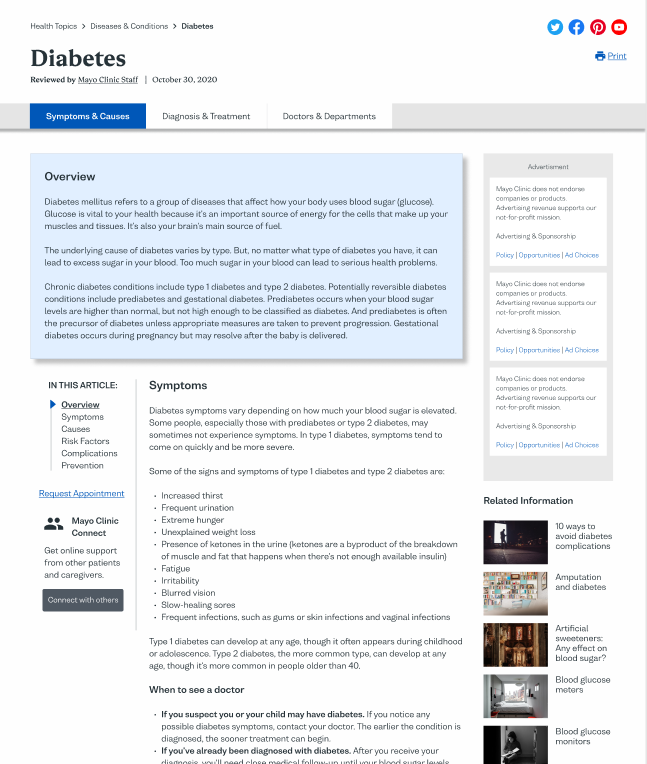 Health Topics > Diseases & Conditions > Diabetes
Diabetes
Print
Reviewed by Mayo Clinic Staff | October 30, 2020
Symptoms & Causes
Diagnosis & Treatment
Doctors & Departments
Overview
Diabetes mellitus refers to a group of diseases that affect how your body uses blood sugar (glucose).
Glucose is vital to your health because it's an important source of energy for the cells that make up your
muscles and tissues. It's also your brain's main source of fuel.
The underlying cause of diabetes varies by type. But, no matter what type of diabetes you have, it can
lead to excess sugar in your blood. Too much sugar in your blood can lead to serious health problems.
Chronic diabetes conditions include type 1 diabetes and type 2 diabetes. Potentially reversible diabetes
conditions include prediabetes and gestational diabetes. Prediabetes occurs when your blood sugar
levels are higher than normal, but not high enough to be classified as diabetes. And prediabetes is often
the precursor of diabetes unless appropriate measures are taken to prevent progression. Gestational
diabetes occurs during pregnancy but may resolve after the baby is delivered.
IN THIS ARTICLE:
Overview
Symptoms
Causes
Risk Factors
Complications
Prevention
Request Appointment
Mayo Clinic
Connect
Get online support
from other patients
and caregivers.
Connect with others
Symptoms
Diabetes symptoms vary depending on how much your blood sugar is elevated.
Some people, especially those with prediabetes or type 2 diabetes, may
sometimes not experience symptoms. In type 1 diabetes, symptoms tend to
come on quickly and be more severe.
Some of the signs and symptoms of type 1 diabetes and type 2 diabetes are:
• Increased thirst
• Frequent urination
• Extreme hunger
• Unexplained weight loss
• Presence of ketones in the urine (ketones are a byproduct of the breakdown
of muscle and fat that happens when there's not enough available insulin)
• Fatigue
• Irritability
• Blurred vision
• Slow-healing sores
• Frequent infections, such as gums or skin infections and vaginal infections
Type 1 diabetes can develop at any age, though it often appears during childhood
or adolescence. Type 2 diabetes, the more common type, can develop at any
age, though it's more common in people older than 40.
When to see a doctor
• If you suspect you or your child may have diabetes. If you notice any
possible diabetes symptoms, contact your doctor. The earlier the condition is
diagnosed, the sooner treatment can begin.
• If you've already been diagnosed with diabetes. After you receive your
diagnosis, you'll need close medical follow-up until your blood sugar levels
Advertisment
Mayo Clinic does not endorse
companies or products.
Advertising revenue supports our
not-for-profit mission.
Advertising & Sponsorship
Policy | Opportunities | Ad Choices
Mayo Clinic does not endorse
companies or products.
Advertising revenue supports our
not-for-profit mission.
Advertising & Sponsorship
Policy | Opportunities | Ad Choices
Mayo Clinic does not endorse
companies or products.
Advertising revenue supports our
not-for-profit mission.
Advertising & Sponsorship
Policy | Opportunities | Ad Choices
Related Information
10 ways to
avoid diabetes
complications
Amputation
and diabetes
Artificial
sweeteners:
Any effect on
blood sugar?
Blood glucose
meters
Blood glucose
monitors